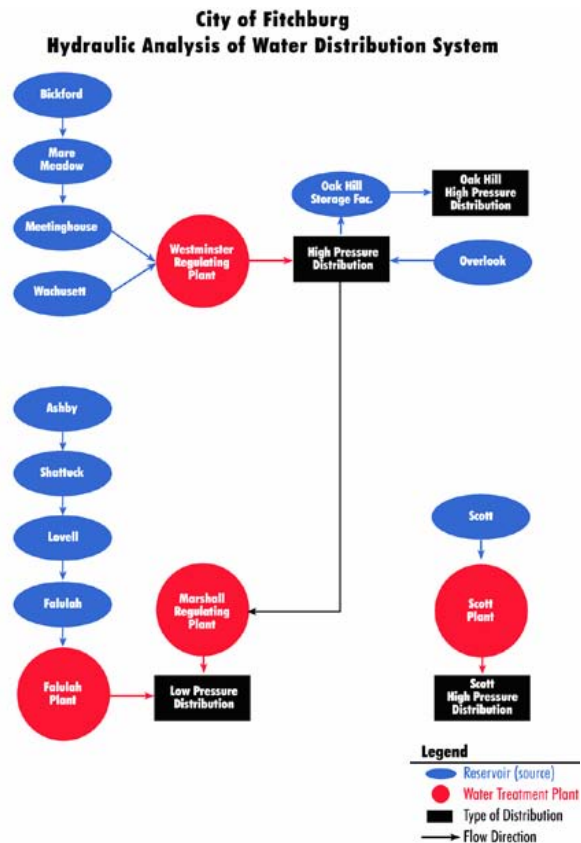 City of Fitchburg
Hydraulic Analysis of Water Distribution System
Bickford
Mare
Meadow
Meetinghouse
Wachusett
Westminster
Regulating
Plant
Oak Hill
Storage Fac.
Oak Hill
High Pressure
Distribution
High Pressure
Distribution
Overlook
Ashby
Shattuck
Lovell
Falulah
Falulah
Plant
Marshall
Regulating
Plant
Low Pressure
Distribution
Scott
Scott
Plant
Scott
High Pressure
Distribution
Legend
Reservoir (source)
Water Treatment Plant
Type of Distribution
Flow Direction